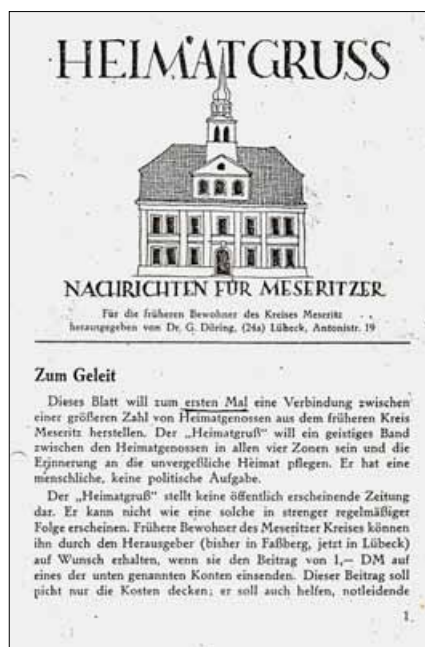 HEIMATGRUSS
NACHRICHTEN FÜR MESERITZER
Für die früheren Bewohner des Kreises Meseritz
herausgegeben von Dr. G. Döring, (24a) Lübeck, Antonistr. 19
Zum Geleit
Dieses Blatt will zum ersten Mal eine Verbindung zwischen
einer größeren Zahl von Heimatgenossen aus dem früheren Kreis
Meseritz herstellen. Der „Heimatgruß“ will ein geistiges Band
zwischen den Heimatgenossen in allen vier Zonen sein und die
Erinnerung an die unvergeßliche Heimat pflegen. Er hat eine
menschliche, keine politische Aufgabe.
Der „Heimatgruß“ stellt keine öffentlich erscheinende Zeitung
dar. Er kann nicht wie eine solche in strenger regelmäßiger
Folge erscheinen. Frühere Bewohner des Meseritzer Kreises können
ihn durch den Herausgeber (bisher in Faßberg, jetzt in Lübeck)
auf Wunsch erhalten, wenn sie den Beitrag von 1,— DM auf
eines der unten genannten Konten einsenden. Dieser Beitrag soll
nicht nur die Kosten decken; er soll auch helfen, notleidende
1